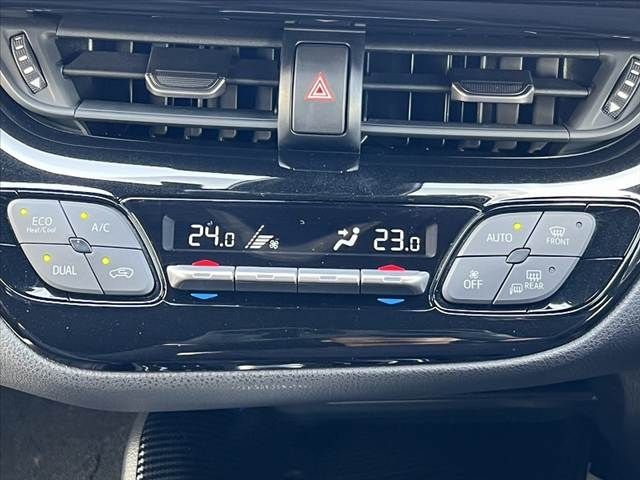 ECO
Heat/Cool
A/C
DUAL
24.0
23.0
AUTO
FRONT
OFF
REAR